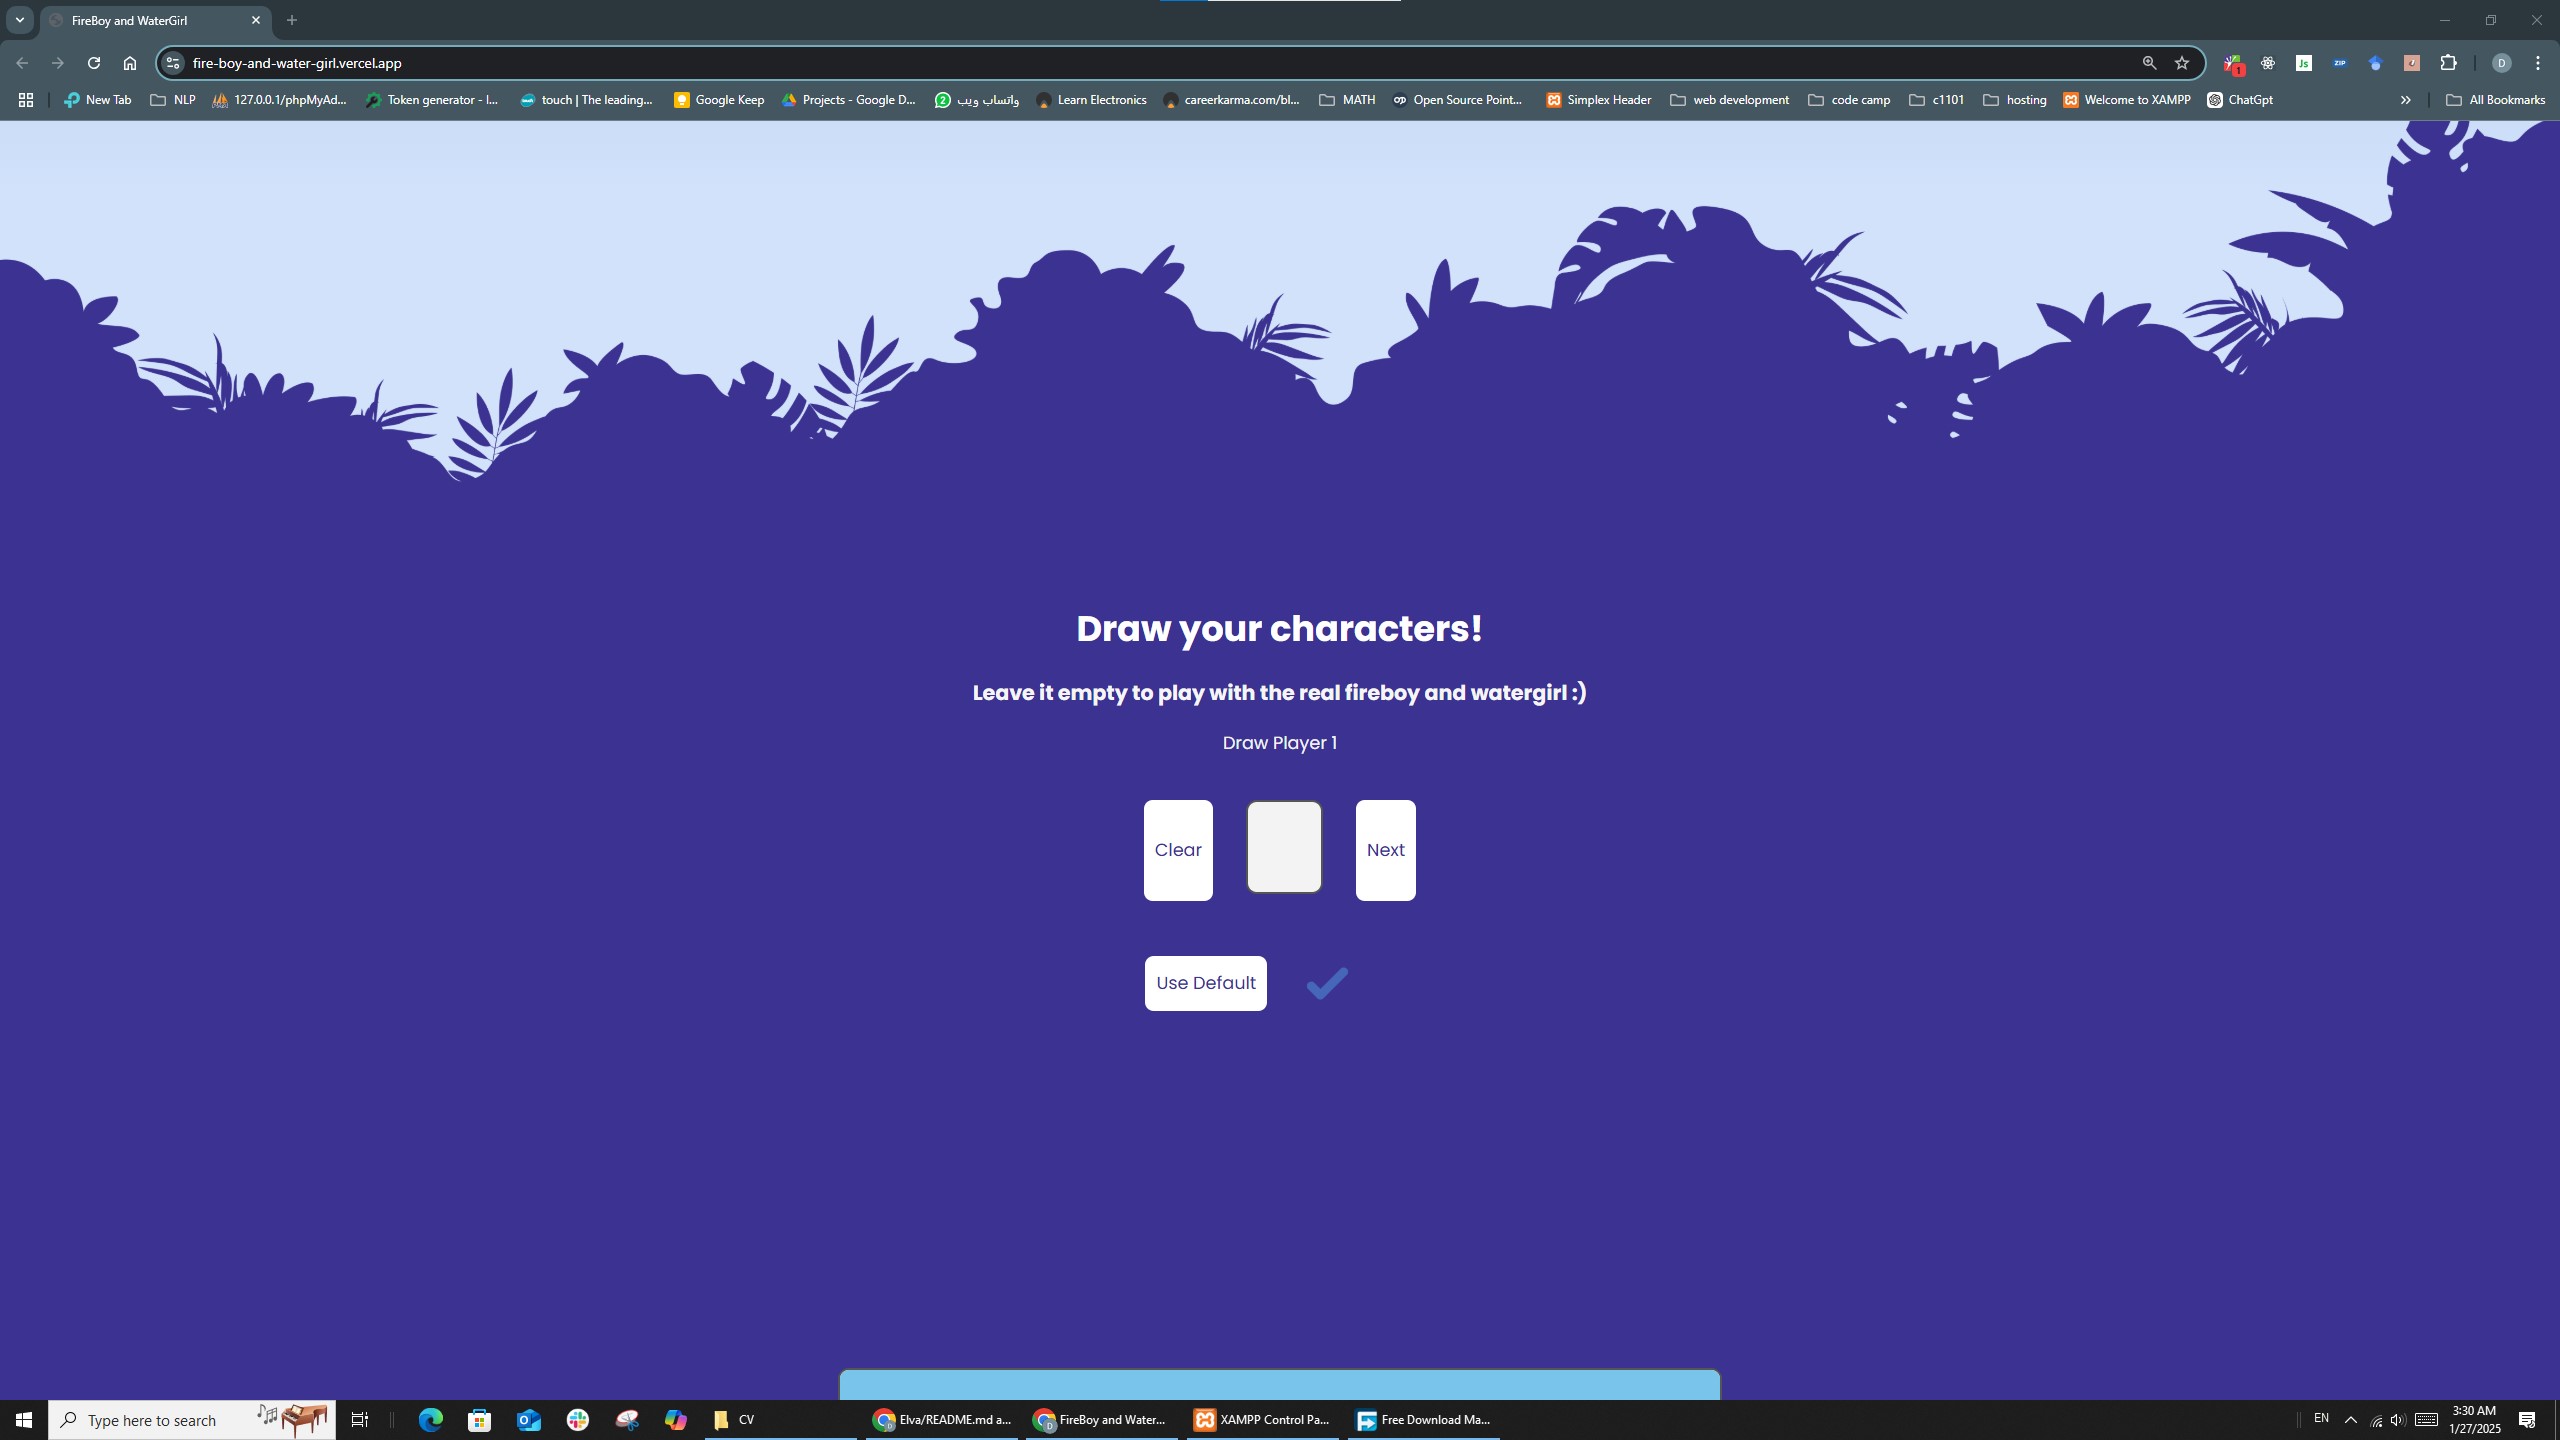 FireBoy and WaterGirl
fire-boy-and-water-girl.vercel.app
1
D
New Tab
NLP
127.0.0.1/phpMyAd...
Token generator - I...
touch | The leading...
Google Keep
Projects - Google D...
2
واتساب ويب
Learn Electronics
careerkarma.com/bl...
MATH
Open Source Point...
Simplex Header
web development
code camp
c1101
hosting
Welcome to XAMPP
ChatGpt
All Bookmarks
Draw your characters!
Leave it empty to play with the real fireboy and watergirl :)
Draw Player 1
Clear
Next
Use Default
Type here to search
CV
Elva/README.md a...
FireBoy and Water...
XAMPP Control Pa...
Free Download Ma...
EN
3:30 AM
1/27/2025